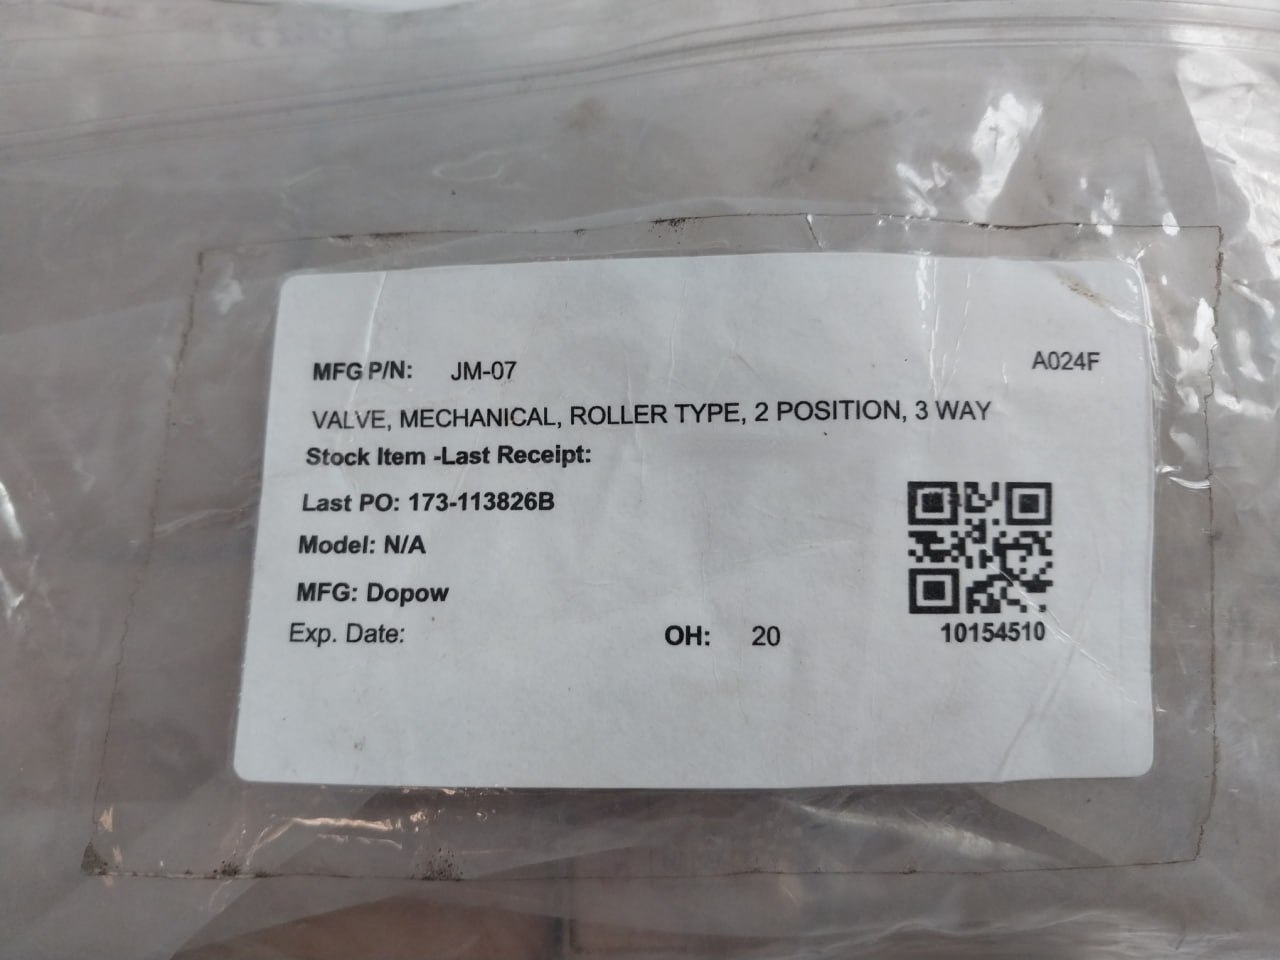 MFG P/N: JM-07 A024F
VALVE, MECHANICAL, ROLLER TYPE, 2 POSITION, 3 WAY
Stock Item -Last Receipt:
Last PO: 173-113826B
Model: N/A
MFG: Dopow
Exp. Date: OH: 20 10154510